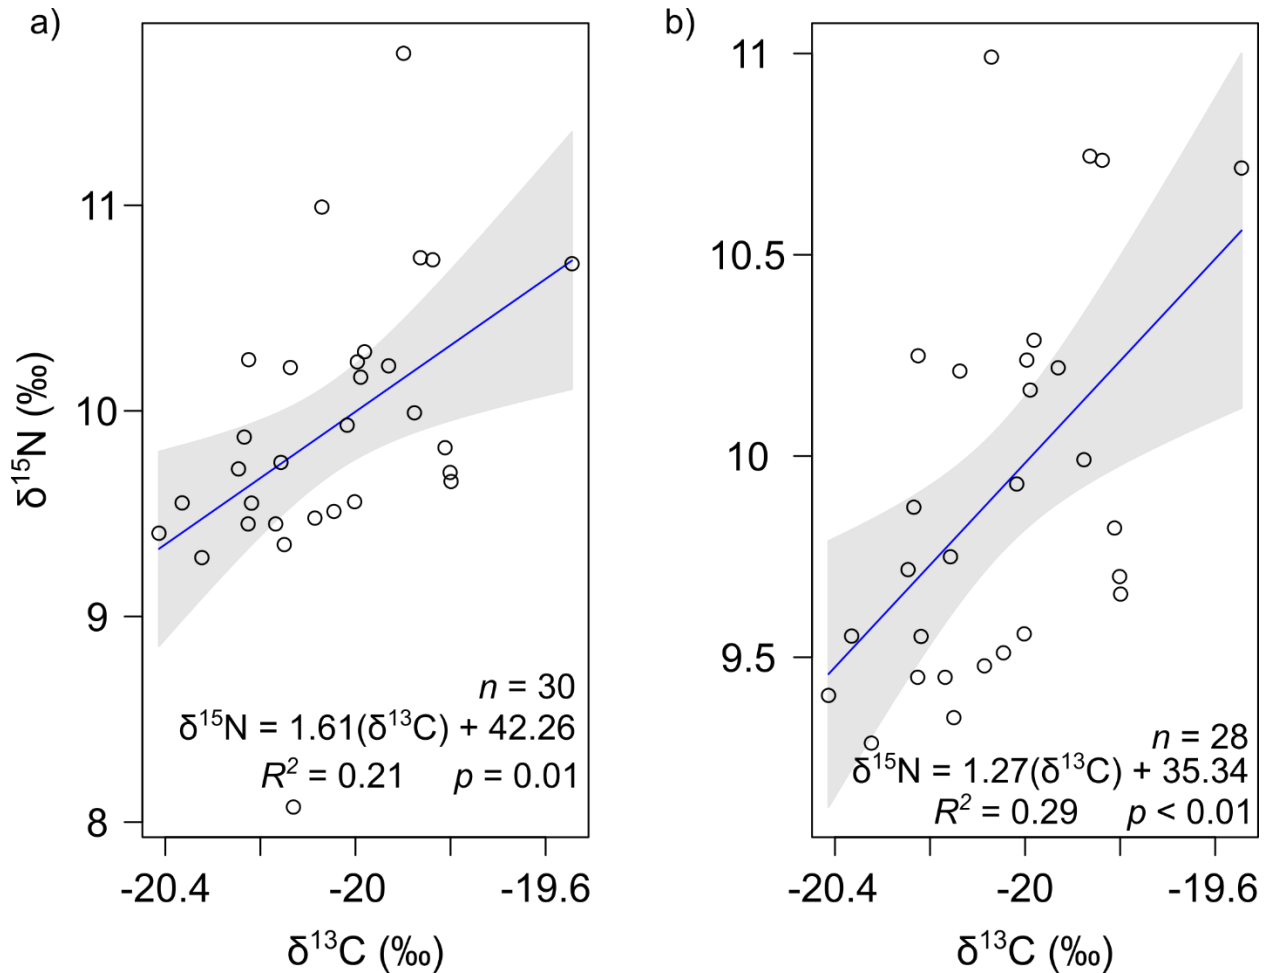 a)
11
10
9
8
δ¹⁵N (‰)
n = 30
δ¹⁵N = 1.61(δ¹³C) + 42.26
R² = 0.21 p = 0.01
-20.4 -20 -19.6
δ¹³C (‰)
b)
11
10.5
10
9.5
n = 28
δ¹⁵N = 1.27(δ¹³C) + 35.34
R² = 0.29 p < 0.01
-20.4 -20 -19.6
δ¹³C (‰)